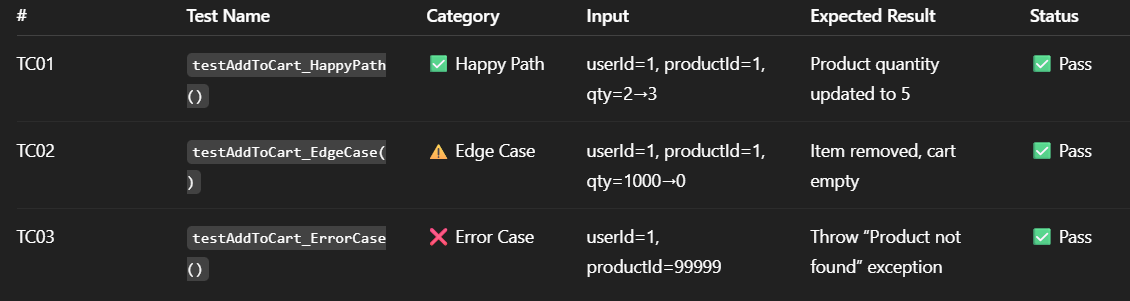 # Test Name Category Input Expected Result Status
TC01 testAddToCart_HappyPath ✅ Happy Path userId=1, productId=1, Product quantity ✅ Pass
() qty=2→3 updated to 5
TC02 testAddToCart_EdgeCase( ⚠️ Edge Case userId=1, productId=1, Item removed, cart ✅ Pass
) qty=1000→0 empty
TC03 testAddToCart_ErrorCase ❌ Error Case userId=1, Throw “Product not ✅ Pass
() productId=99999 found” exception